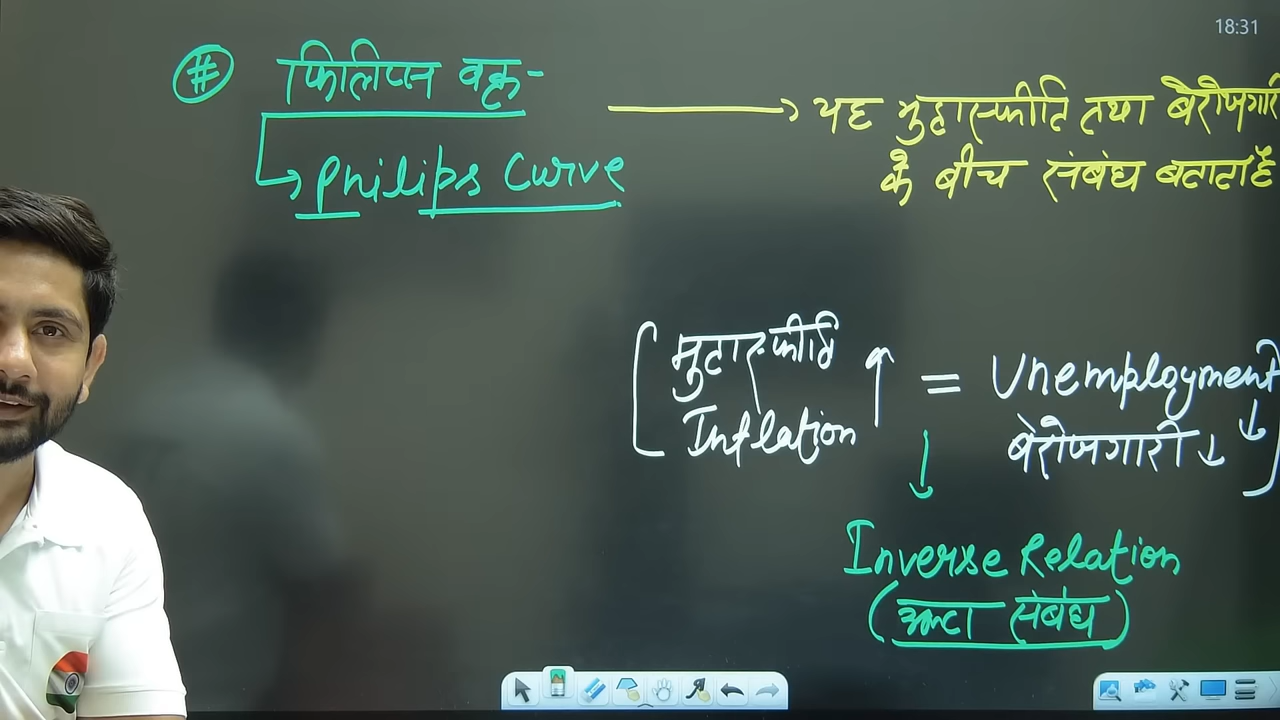 18:31
# फिलिप्स वक्र-
Philips Curve
यह मुद्रास्फीति तथा बेरोजगारी
के बीच संबंध बताता है
मुद्रास्फीति ↑ = Unemployment ↓
Inflation बेरोजगारी ↓
Inverse Relation
(उल्टा संबंध)